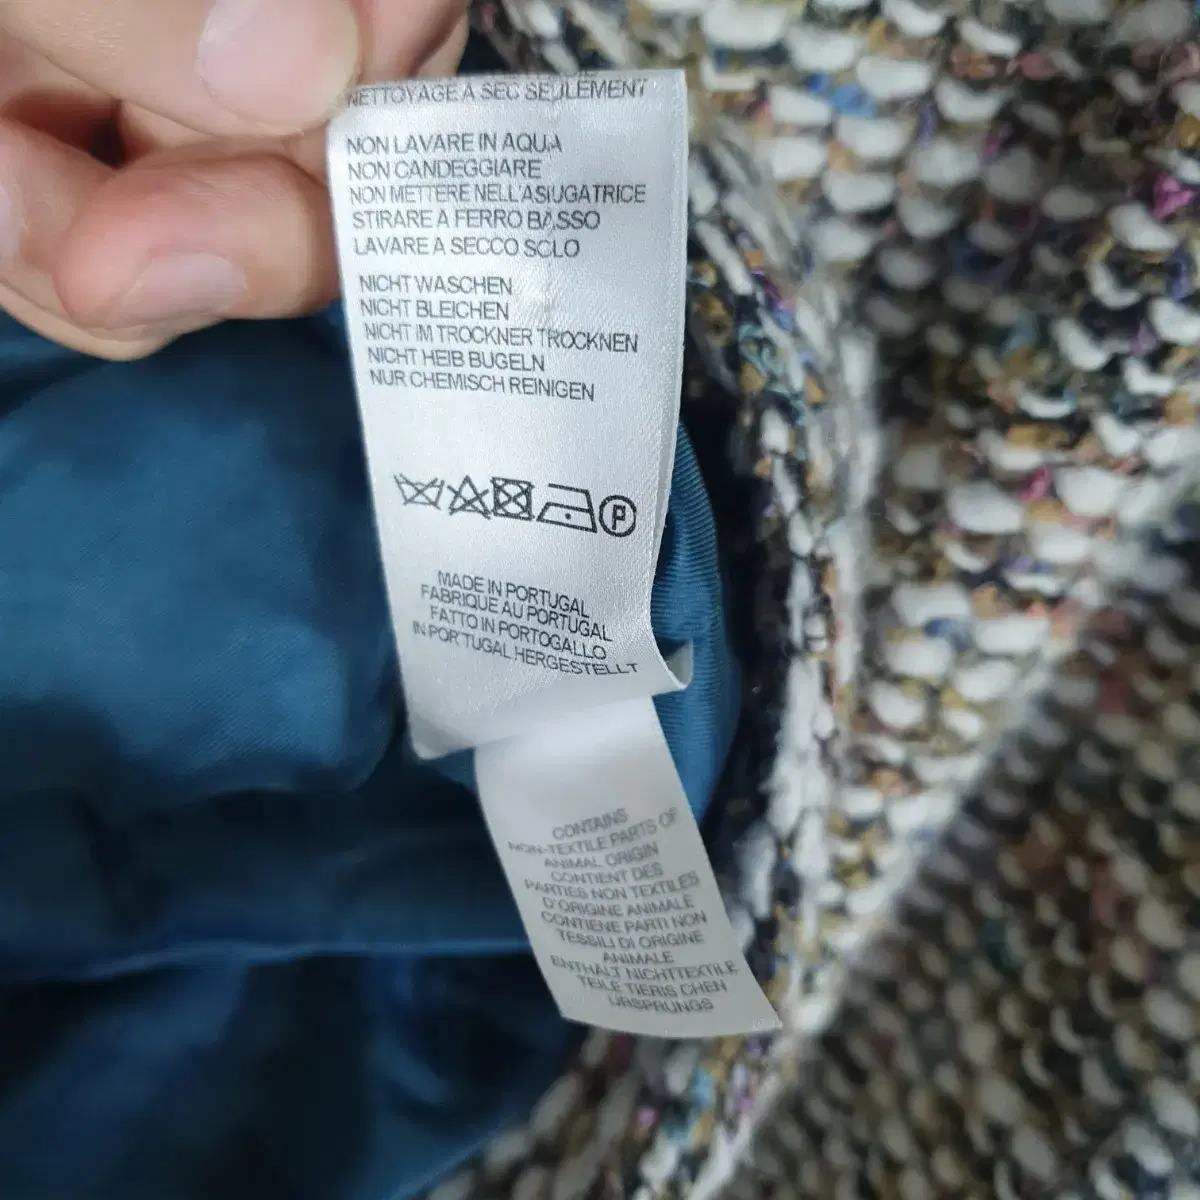 NETTOYAGE A SEC SEULEMENT
NON LAVARE IN AQUA
NON CANDEGGIARE
NON METTERE NELL'ASIUGATRICE
STIRARE A FERRO BASSO
LAVARE A SECCO SOLO
NICHT WASCHEN
NICHT BLEICHEN
NICHT IM TROCKNER TROCKNEN
NICHT HEIB BUGELN
NUR CHEMISCH REINIGEN
P
MADE IN PORTUGAL
FABRIQUE AU PORTUGAL
FATTO IN PORTOGALLO
IN PORTUGAL HERGESTELLT
CONTAINS
NON-TEXTILE PARTS OF
ANIMAL ORIGIN
CONTIENT DES
PARTIES NON TEXTILES
D'ORIGINE ANIMALE
CONTIENE PARTI NON
TESSILI DI ORIGINE
ANIMALE
ENTHALT NICHTTEXTILE
TEILE TIERIS CHEN
URSPRUNGS